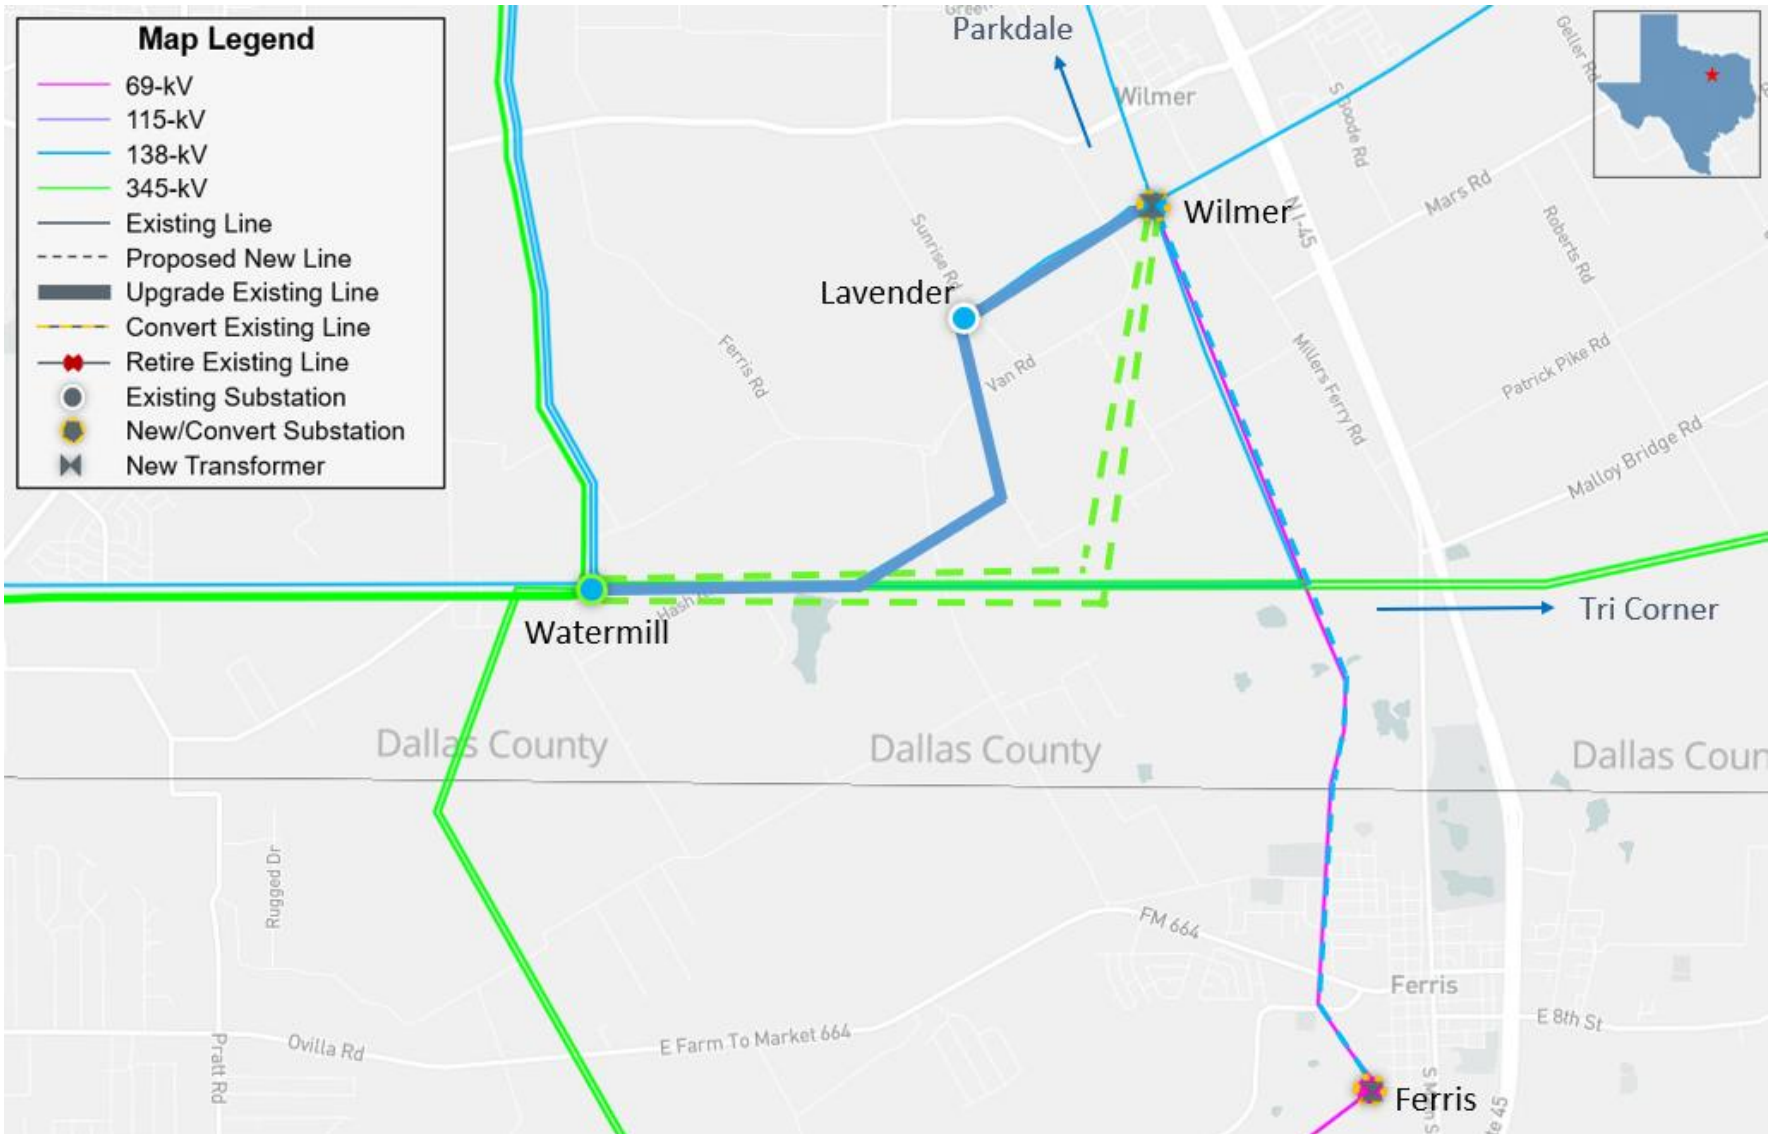 Map Legend
69-kV
115-kV
138-kV
345-kV
Existing Line
Proposed New Line
Upgrade Existing Line
Convert Existing Line
Retire Existing Line
Existing Substation
New/Convert Substation
New Transformer
Parkdale
Wilmer
Geller Rd
S Goode Rd
Mars Rd
N I-45
Wilmer
Roberts Rd
Sunrise Rd
Lavender
Ferris Rd
Van Rd
Millers Ferry Rd
Patrick Pike Rd
Malloy Bridge Rd
Hash
Watermill
Tri Corner
Dallas County
Dallas County
Dallas Coun
Rugged Dr
FM 664
Ferris
E 8th St
Ovilla Rd
E Farm To Market 664
Pratt Rd
Ferris